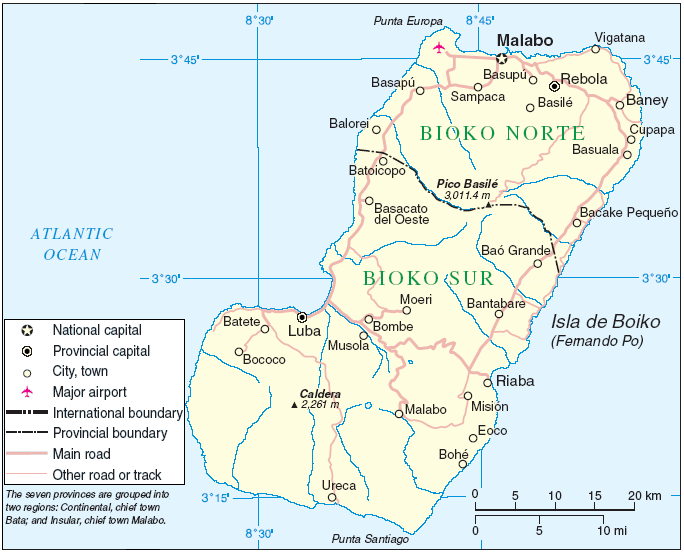 8°30'
Punta Europa
8°45'
Malabo
Vigatana
3°45'
3°45'
Basapú
Basupú
Rebola
Sampaca
Basilé
Baney
Balorei
BIOKO NORTE
Cupapa
Basuala
Batoicopo
Pico Basilé
3,011.4 m
Basacato
del Oeste
Bacake Pequeño
ATLANTIC
OCEAN
Baó Grande
3°30'
BIOKO SUR
3°30'
Moeri
Bantabare
Isla de Boiko
(Fernando Po)
Batete
Luba
Bombe
Musola
Bococo
Riaba
Caldera
2,261 m
Malabo
Misión
Eoco
Bohé
Ureca
3°15'
8°30'
Punta Santiago
National capital
Provincial capital
City, town
Major airport
International boundary
Provincial boundary
Main road
Other road or track
The seven provinces are grouped into
two regions: Continental, chief town
Bata; and Insular, chief town Malabo.
0 5 10 15 20 km
0 5 10 mi